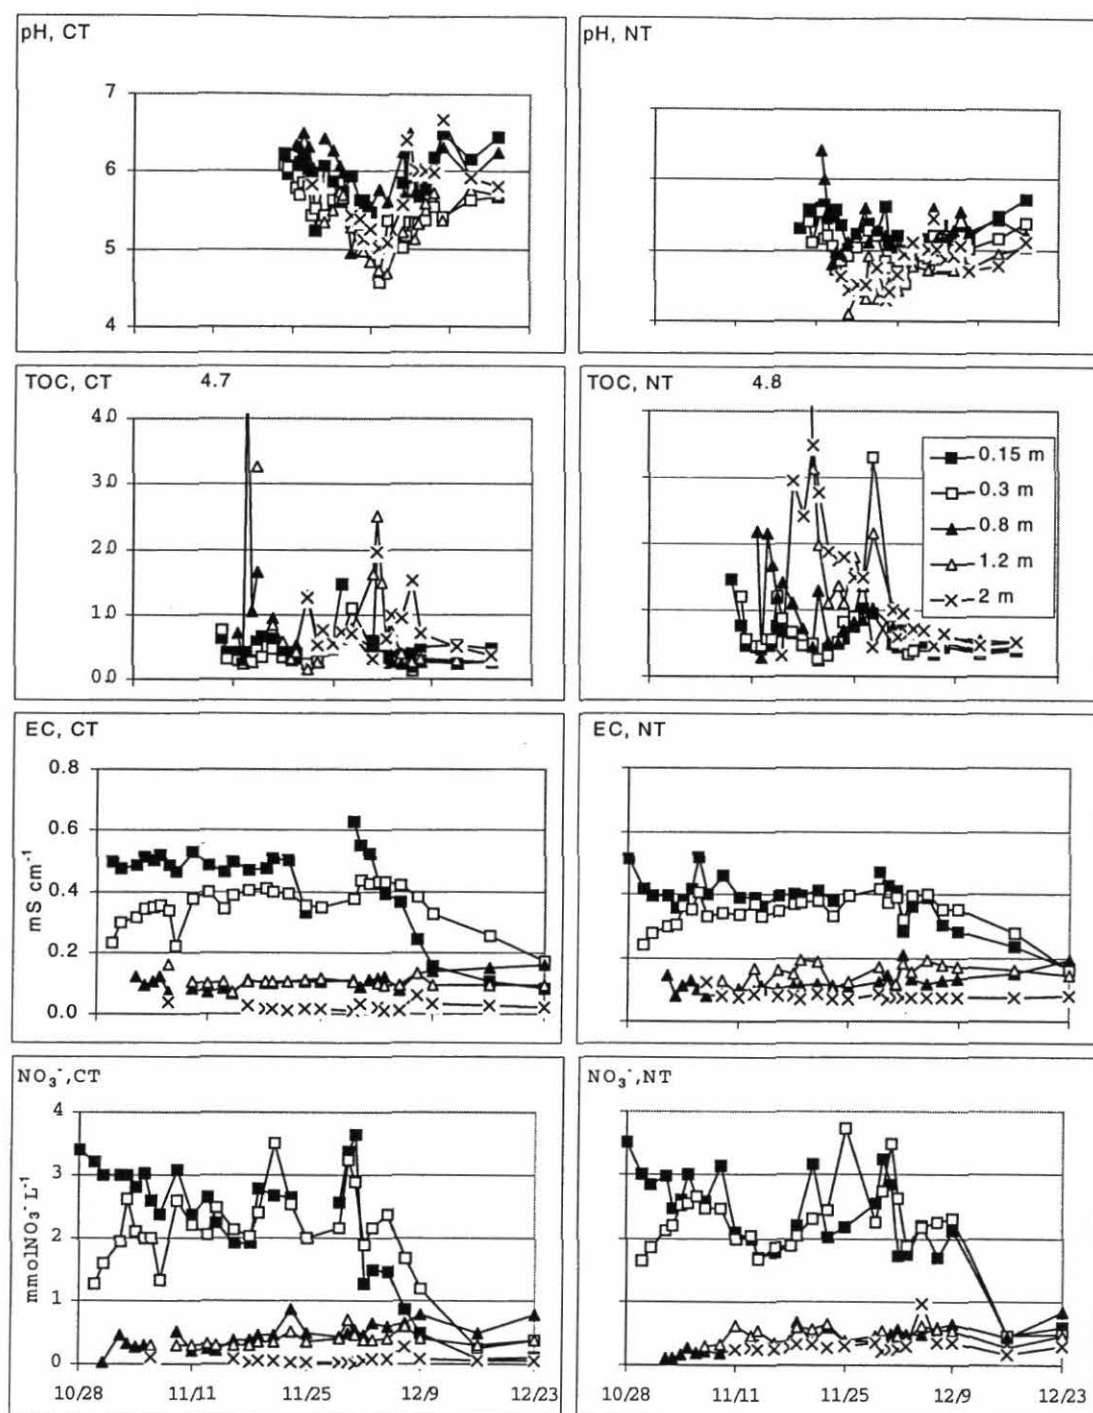 pH, CT
pH, NT
7
6
5
4
TOC, CT 4.7
TOC, NT 4.8
4.0
3.0
2.0
1.0
0.0
0.15 m
0.3 m
0.8 m
1.2 m
2 m
EC, CT
EC, NT
0.8
0.6
0.4
0.2
0.0
mS cm⁻¹
NO₃⁻,CT
NO₃⁻,NT
4
3
2
1
0
mmolNO₃⁻ L⁻¹
10/28 11/11 11/25 12/9 12/23
10/28 11/11 11/25 12/9 12/23